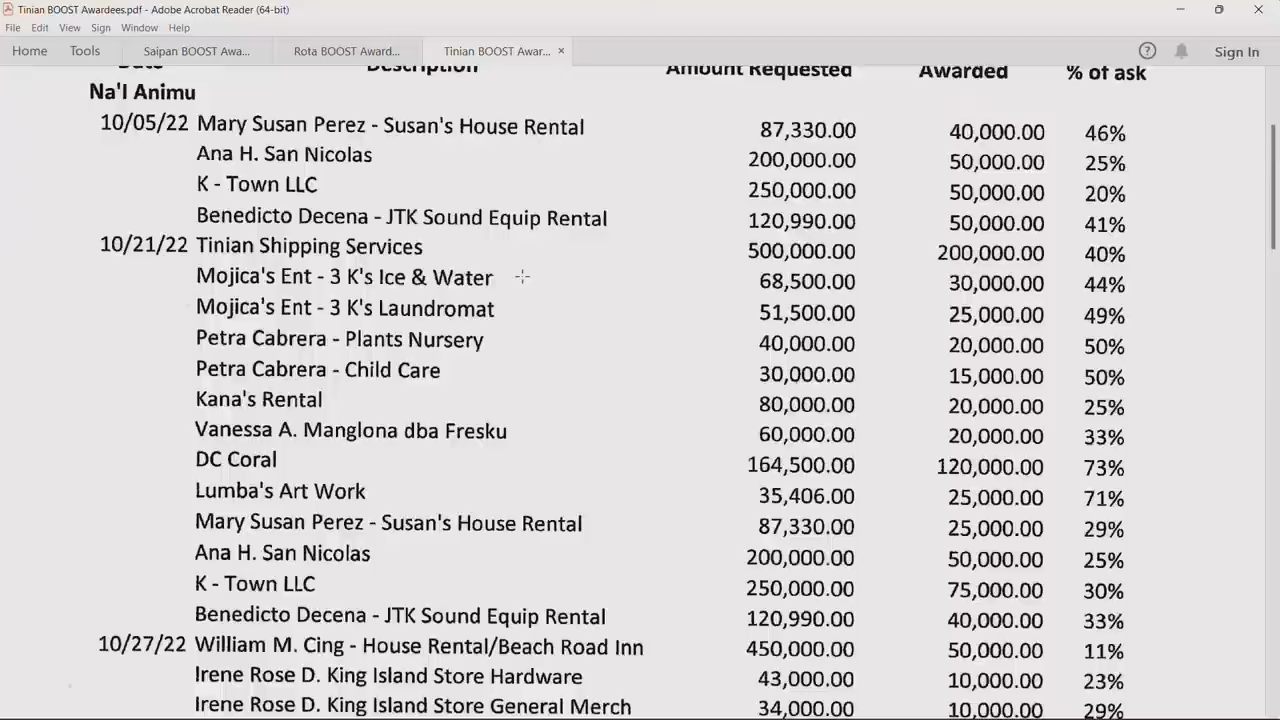 Tinian BOOST Awardees.pdf - Adobe Acrobat Reader (64-bit)
File Edit View Sign Window Help
Home Tools Saipan BOOST Awa... Rota BOOST Award... Tinian BOOST Awar... × Sign In
Date Description Amount Requested Awarded % of ask
Na'l Animu
10/05/22 Mary Susan Perez - Susan's House Rental 87,330.00 40,000.00 46%
Ana H. San Nicolas 200,000.00 50,000.00 25%
K - Town LLC 250,000.00 50,000.00 20%
Benedicto Decena - JTK Sound Equip Rental 120,990.00 50,000.00 41%
10/21/22 Tinian Shipping Services 500,000.00 200,000.00 40%
Mojica's Ent - 3 K's Ice & Water 68,500.00 30,000.00 44%
Mojica's Ent - 3 K's Laundromat 51,500.00 25,000.00 49%
Petra Cabrera - Plants Nursery 40,000.00 20,000.00 50%
Petra Cabrera - Child Care 30,000.00 15,000.00 50%
Kana's Rental 80,000.00 20,000.00 25%
Vanessa A. Manglona dba Fresku 60,000.00 20,000.00 33%
DC Coral 164,500.00 120,000.00 73%
Lumba's Art Work 35,406.00 25,000.00 71%
Mary Susan Perez - Susan's House Rental 87,330.00 25,000.00 29%
Ana H. San Nicolas 200,000.00 50,000.00 25%
K - Town LLC 250,000.00 75,000.00 30%
Benedicto Decena - JTK Sound Equip Rental 120,990.00 40,000.00 33%
10/27/22 William M. Cing - House Rental/Beach Road Inn 450,000.00 50,000.00 11%
Irene Rose D. King Island Store Hardware 43,000.00 10,000.00 23%
Irene Rose D. King Island Store General Merch 34,000.00 10,000.00 29%